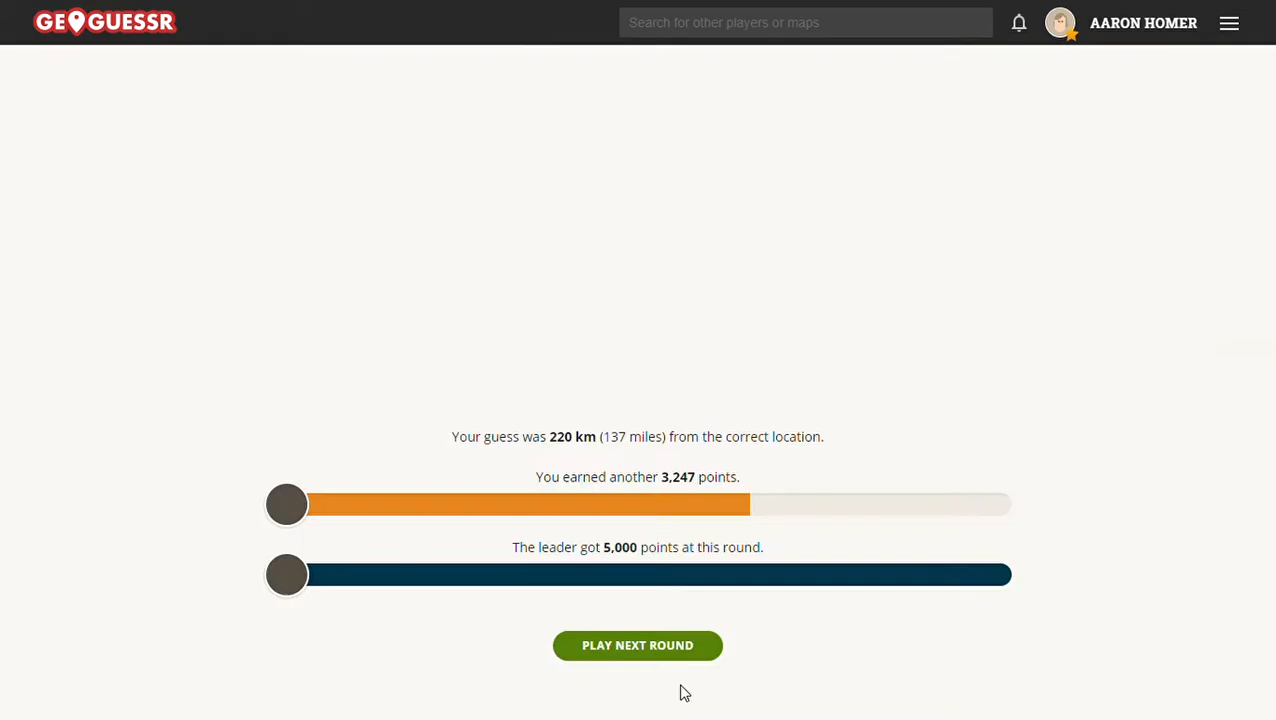 GEOGUESSR
Search for other players or maps
AARON HOMER
Your guess was 220 km (137 miles) from the correct location.
You earned another 3,247 points.
The leader got 5,000 points at this round.
PLAY NEXT ROUND